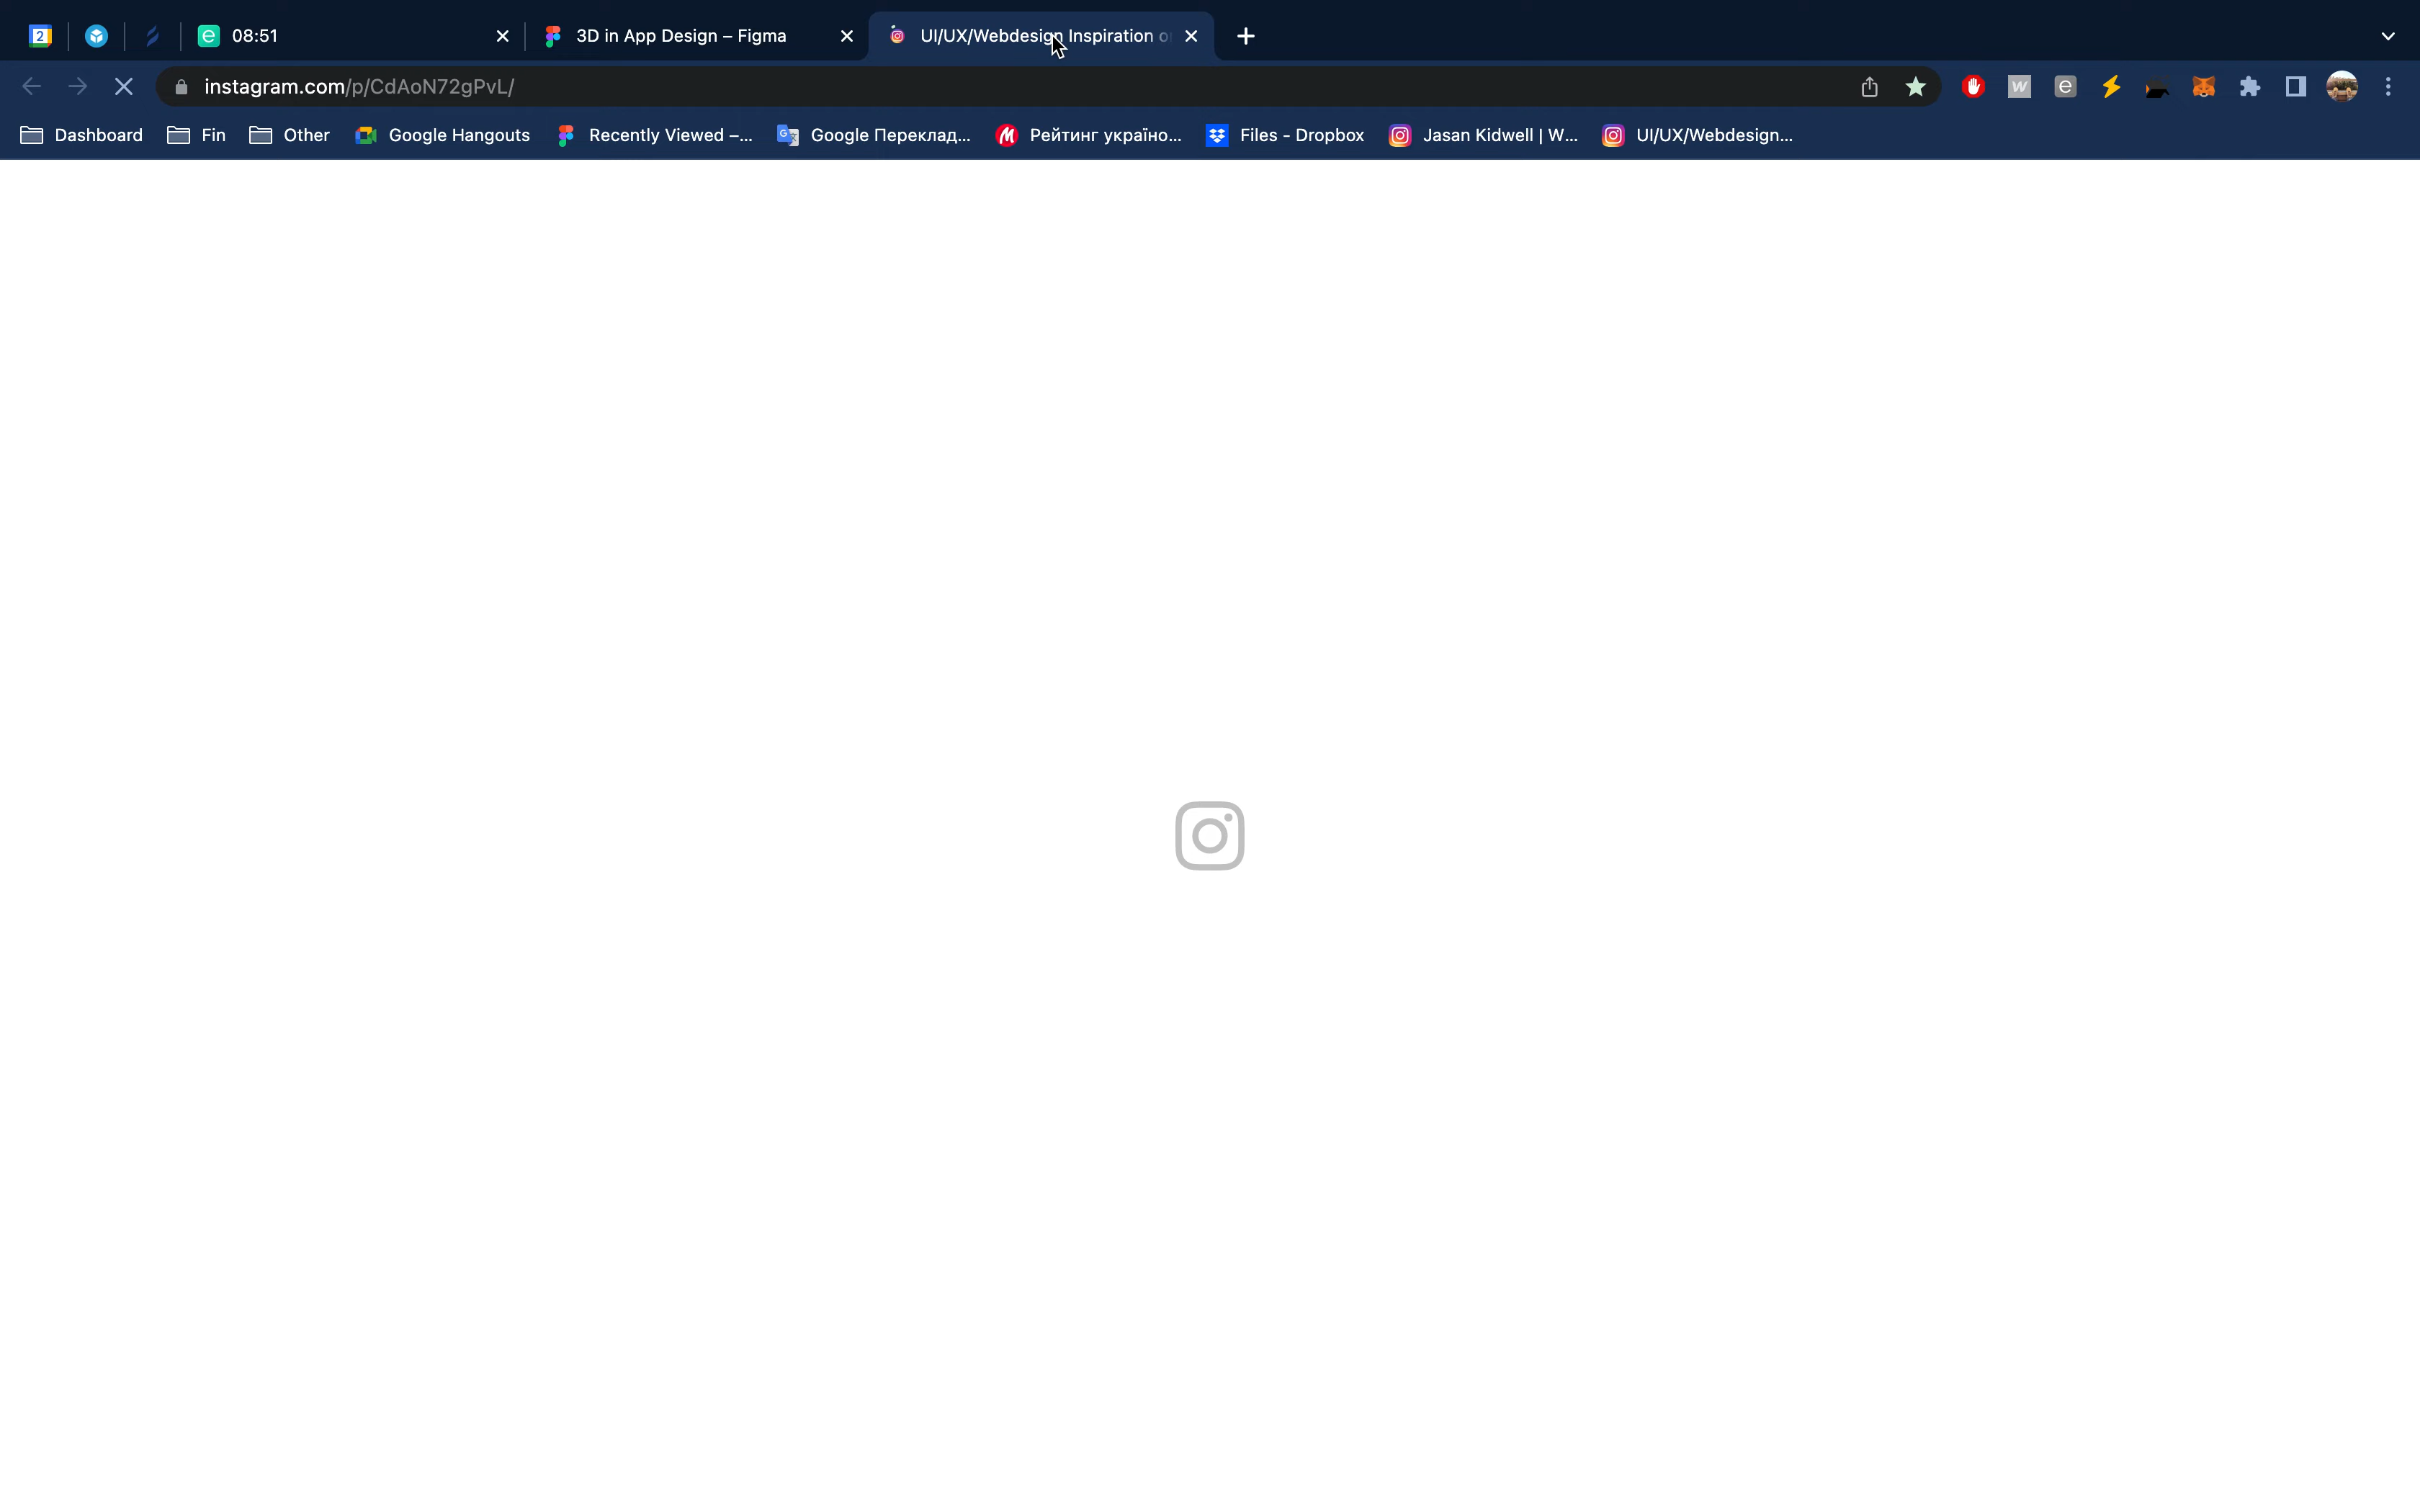 2
e 08:51
3D in App Design – Figma
UI/UX/Webdesign Inspiration o
instagram.com/p/CdAoN72gPvL/
W
e
Dashboard
Fin
Other
Google Hangouts
Recently Viewed –...
Google Переклад...
Рейтинг україно...
Files - Dropbox
Jasan Kidwell | W...
UI/UX/Webdesign...